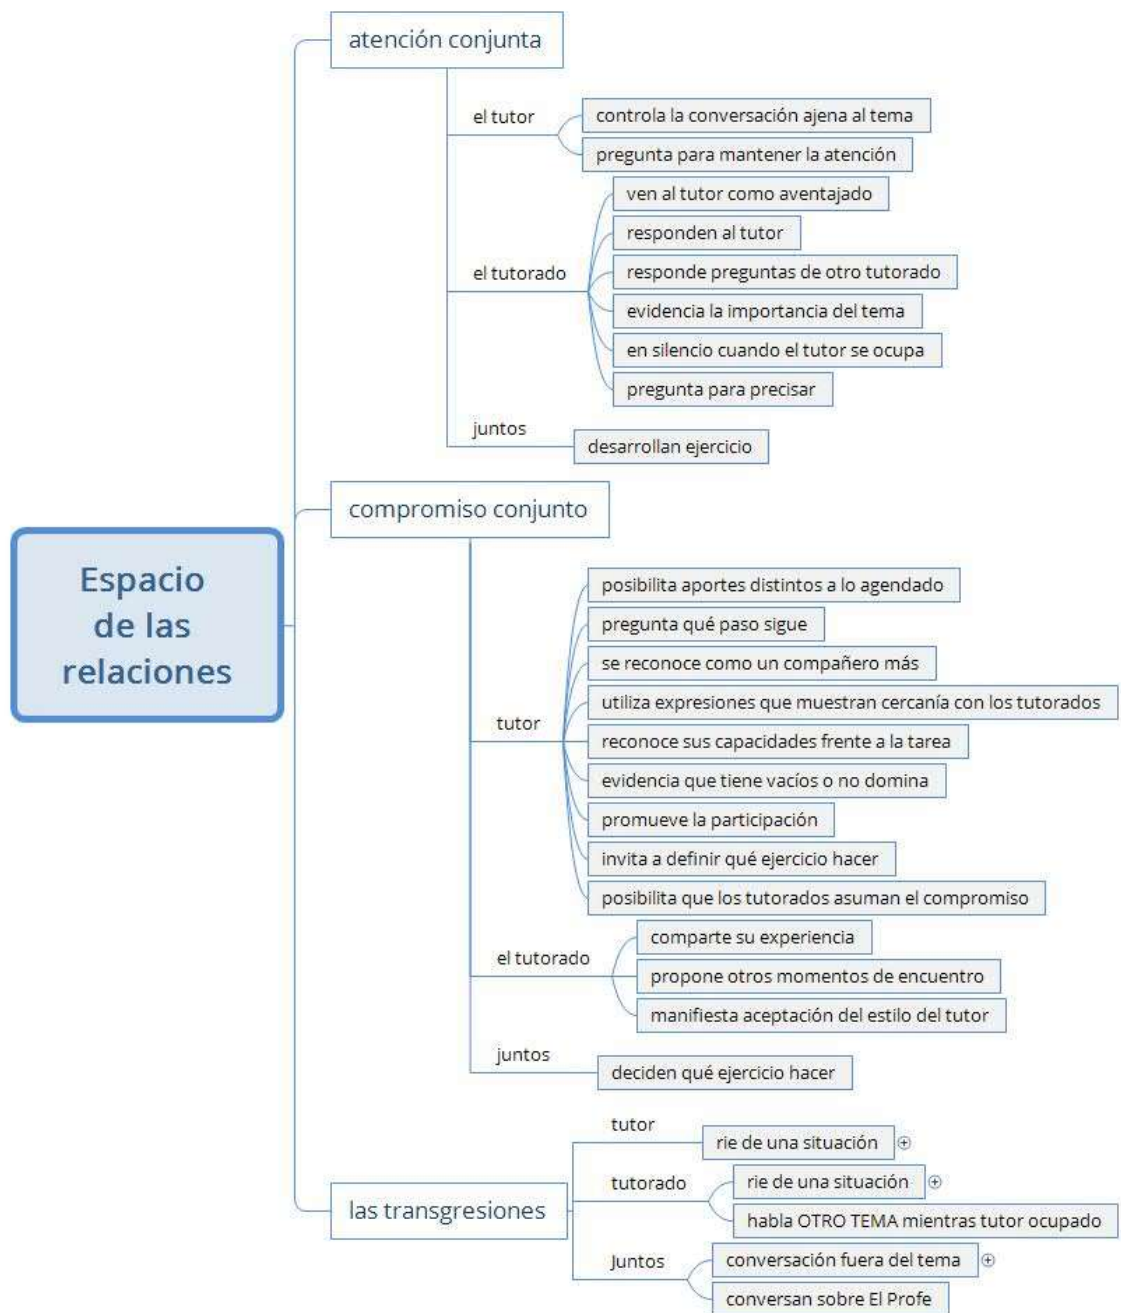 atención conjunta
el tutor
controla la conversación ajena al tema
pregunta para mantener la atención
el tutorado
ven al tutor como aventajado
responden al tutor
responde preguntas de otro tutorado
evidencia la importancia del tema
en silencio cuando el tutor se ocupa
pregunta para precisar
juntos
desarrollan ejercicio
Espacio
de las
relaciones
compromiso conjunto
tutor
posibilita aportes distintos a lo agendado
pregunta qué paso sigue
se reconoce como un compañero más
utiliza expresiones que muestran cercanía con los tutorados
reconoce sus capacidades frente a la tarea
evidencia que tiene vacíos o no domina
promueve la participación
invita a definir qué ejercicio hacer
posibilita que los tutorados asuman el compromiso
el tutorado
comparte su experiencia
propone otros momentos de encuentro
manifiesta aceptación del estilo del tutor
juntos
deciden qué ejercicio hacer
las transgresiones
tutor
rie de una situación
tutorado
rie de una situación
habla OTRO TEMA mientras tutor ocupado
Juntos
conversación fuera del tema
conversan sobre El Profe